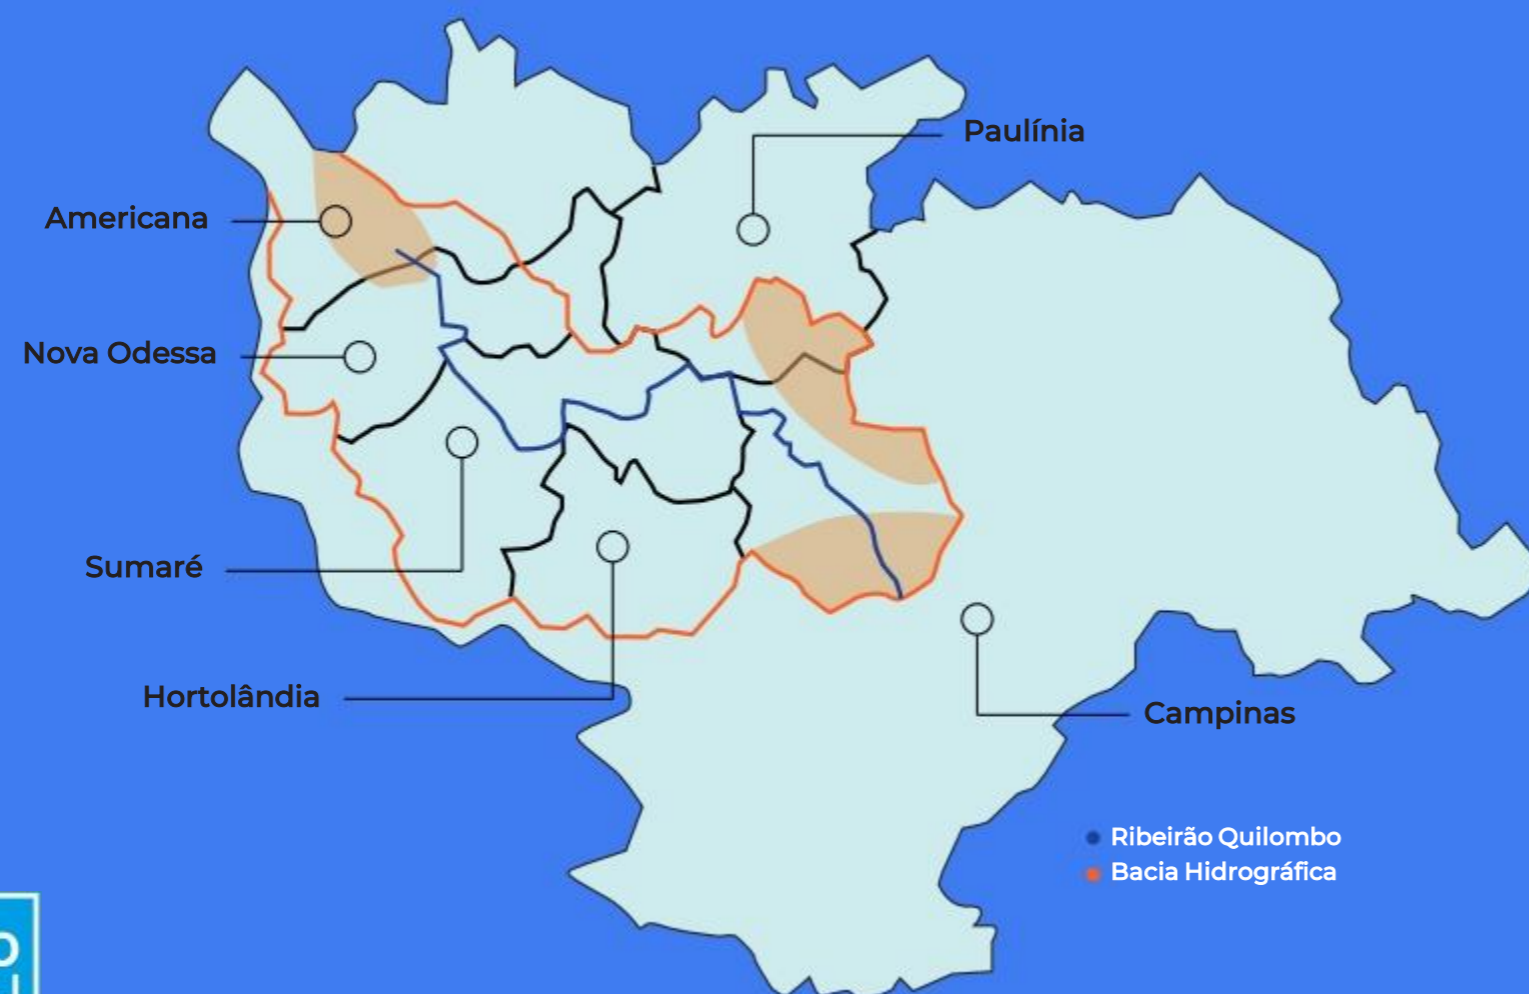 Paulínia
Americana
Nova Odessa
Sumaré
Hortolândia
Campinas
Ribeirão Quilombo
Bacia Hidrográfica